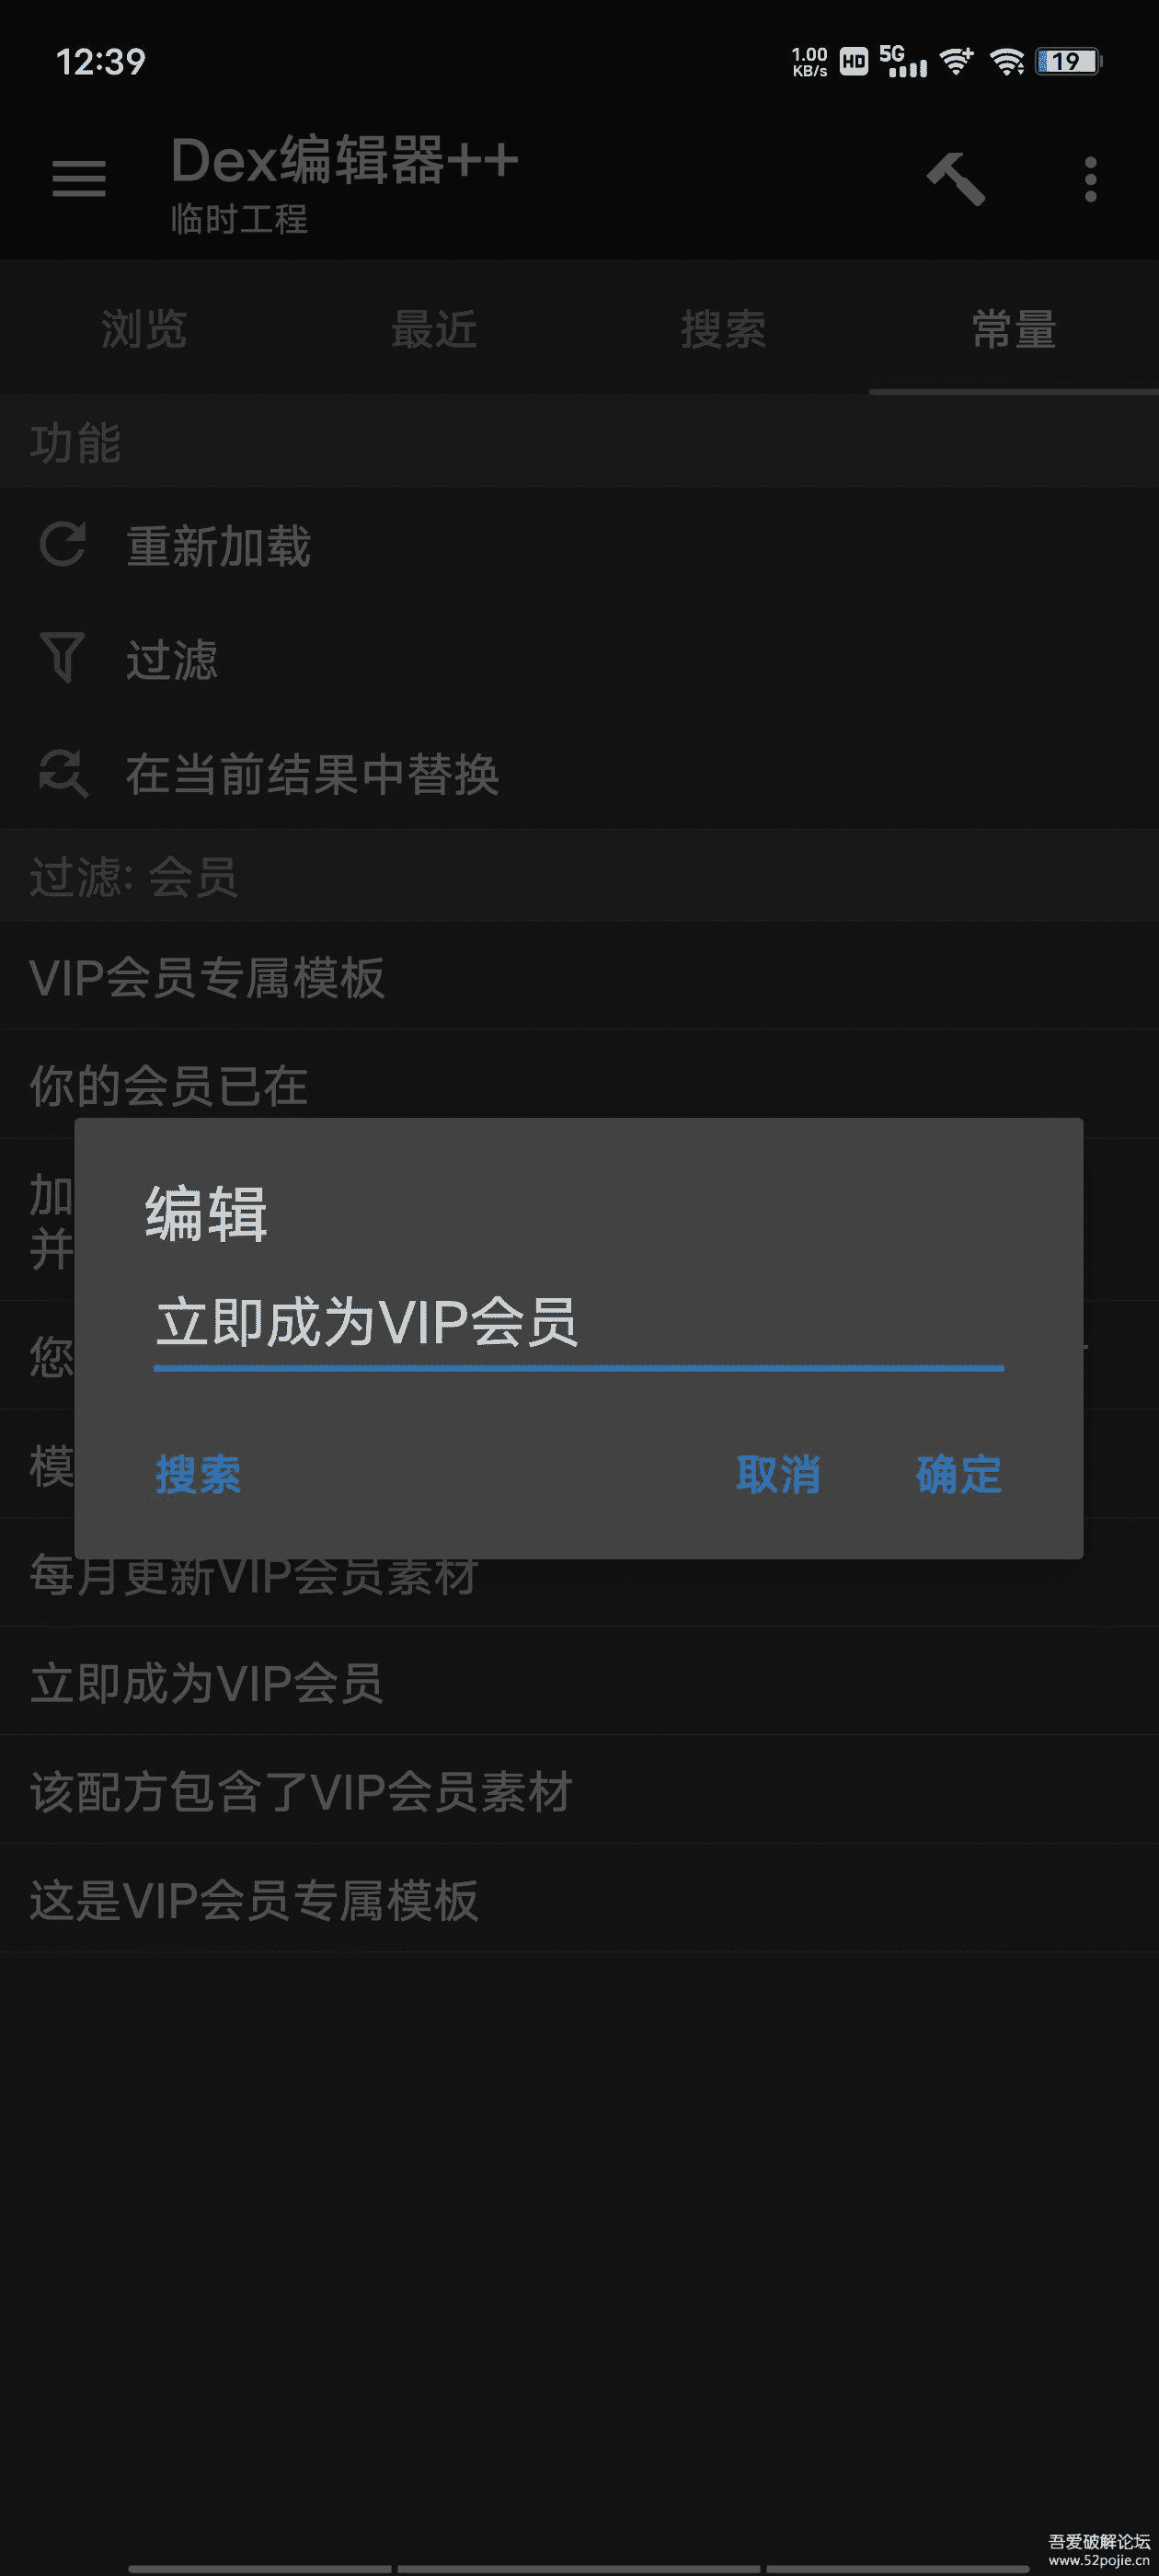 12:39
1.00
KB/s
HD
5G
19
Dex编辑器++
临时工程
浏览 最近 搜索 常量
功能
重新加载
过滤
在当前结果中替换
过滤: 会员
VIP会员专属模板
你的会员已在
加
并
您
模
编辑
立即成为VIP会员
搜索 取消 确定
每月更新VIP会员素材
立即成为VIP会员
该配方包含了VIP会员素材
这是VIP会员专属模板
吾爱破解论坛
www.52pojie.cn